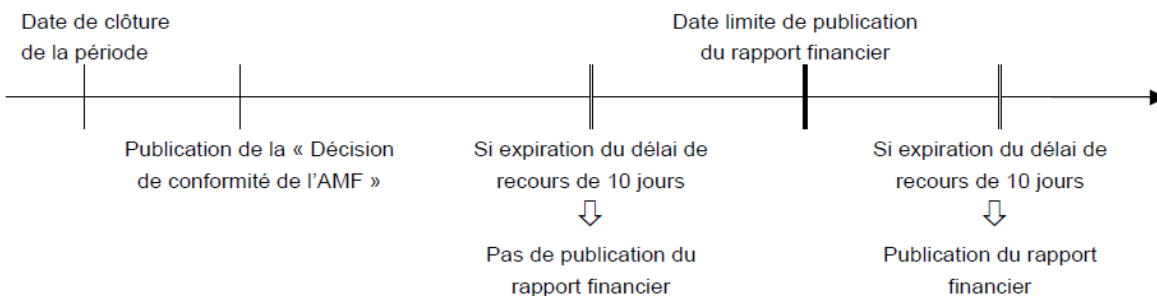 Date de clôture
de la période
Date limite de publication
du rapport financier
Publication de la « Décision
de conformité de l'AMF »
Si expiration du délai de
recours de 10 jours
Pas de publication du
rapport financier
Si expiration du délai de
recours de 10 jours
Publication du rapport
financier